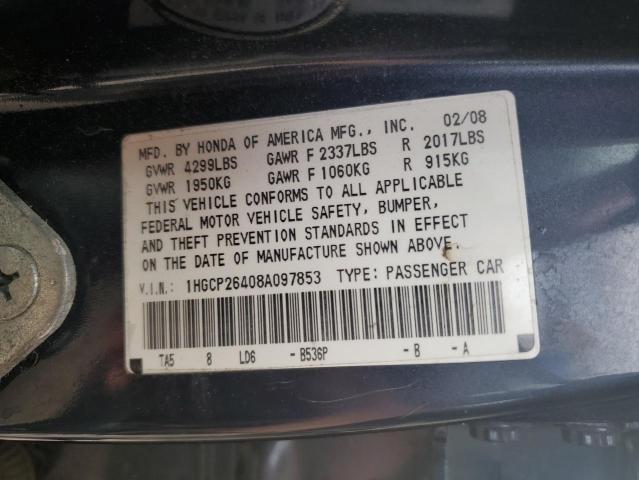 MFD. BY HONDA OF AMERICA MFG., INC. 02/08
GVWR 4299LBS GAWR F 2337LBS R 2017LBS
GVWR 1950KG GAWR F 1060KG R 915KG
THIS VEHICLE CONFORMS TO ALL APPLICABLE
FEDERAL MOTOR VEHICLE SAFETY, BUMPER,
AND THEFT PREVENTION STANDARDS IN EFFECT
ON THE DATE OF MANUFACTURE SHOWN ABOVE.
V.I.N.: 1HGCP26408A097853 TYPE: PASSENGER CAR
TA5 8 LD6 -B536P -B -A